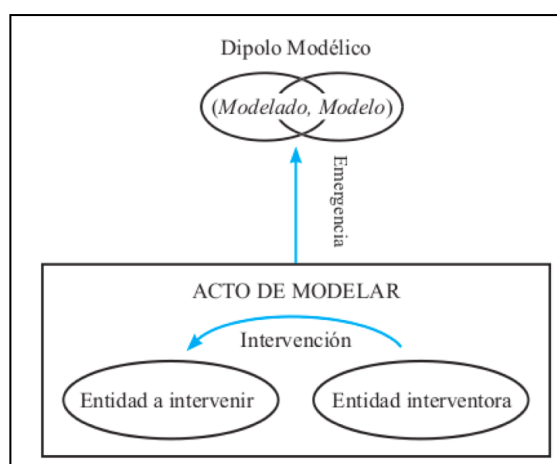 Dipolo Modélico
(Modelado, Modelo)
Emergencia
ACTO DE MODELAR
Intervención
Entidad a intervenir
Entidad interventora